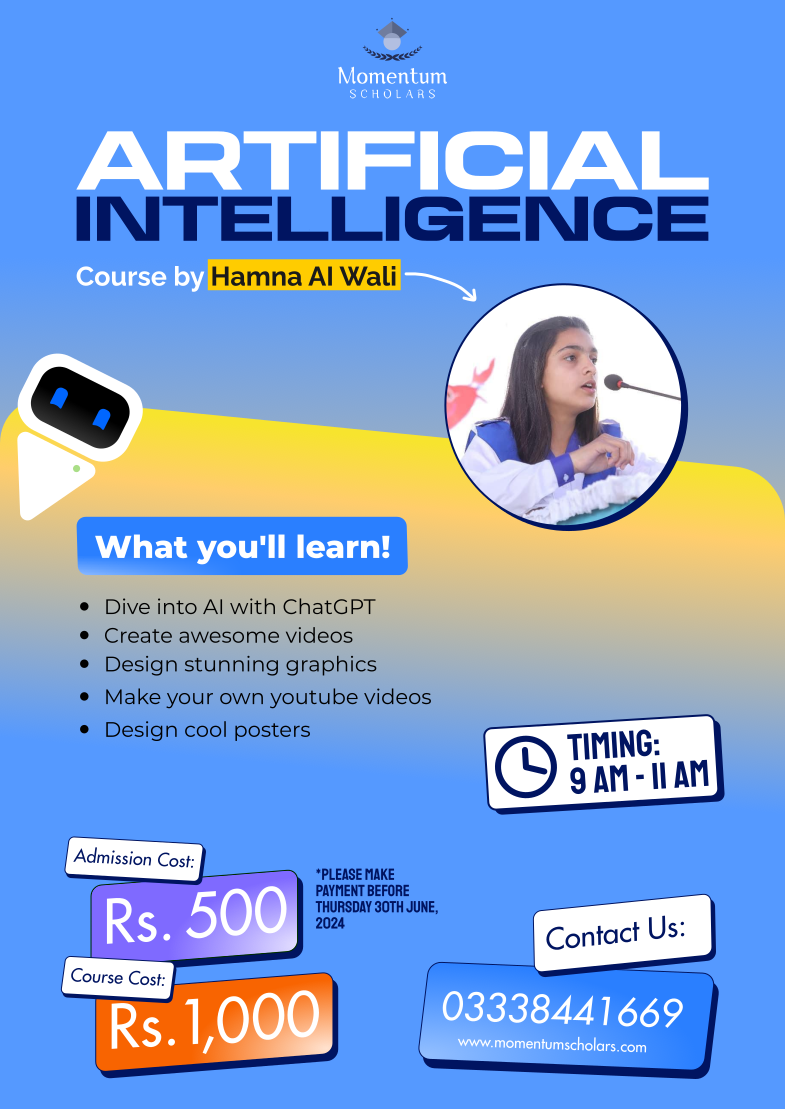 Momentum
SCHOLARS
ARTIFICIAL
INTELLIGENCE
Course by Hamna AI Wali
What you'll learn!
• Dive into AI with ChatGPT
• Create awesome videos
• Design stunning graphics
• Make your own youtube videos
• Design cool posters
TIMING:
9 AM - 11 AM
Admission Cost:
Rs. 500
*PLEASE MAKE
PAYMENT BEFORE
THURSDAY 30TH JUNE,
2024
Course Cost:
Rs.1,000
Contact Us:
03338441669
www.momentumscholars.com